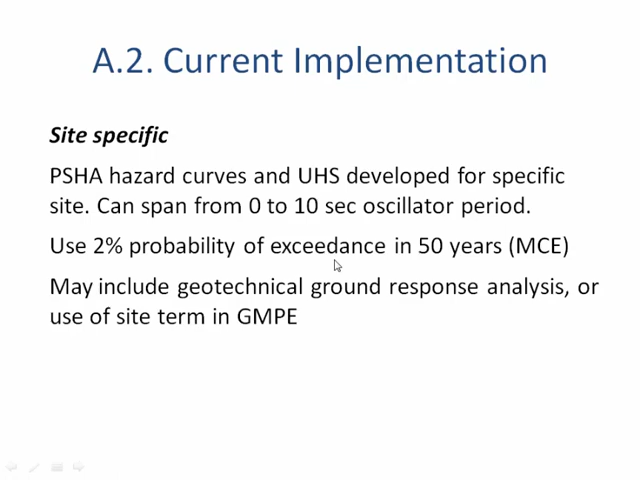 A.2. Current Implementation
Site specific
PSHA hazard curves and UHS developed for specific
site. Can span from 0 to 10 sec oscillator period.
Use 2% probability of exceedance in 50 years (MCE)
May include geotechnical ground response analysis, or
use of site term in GMPE